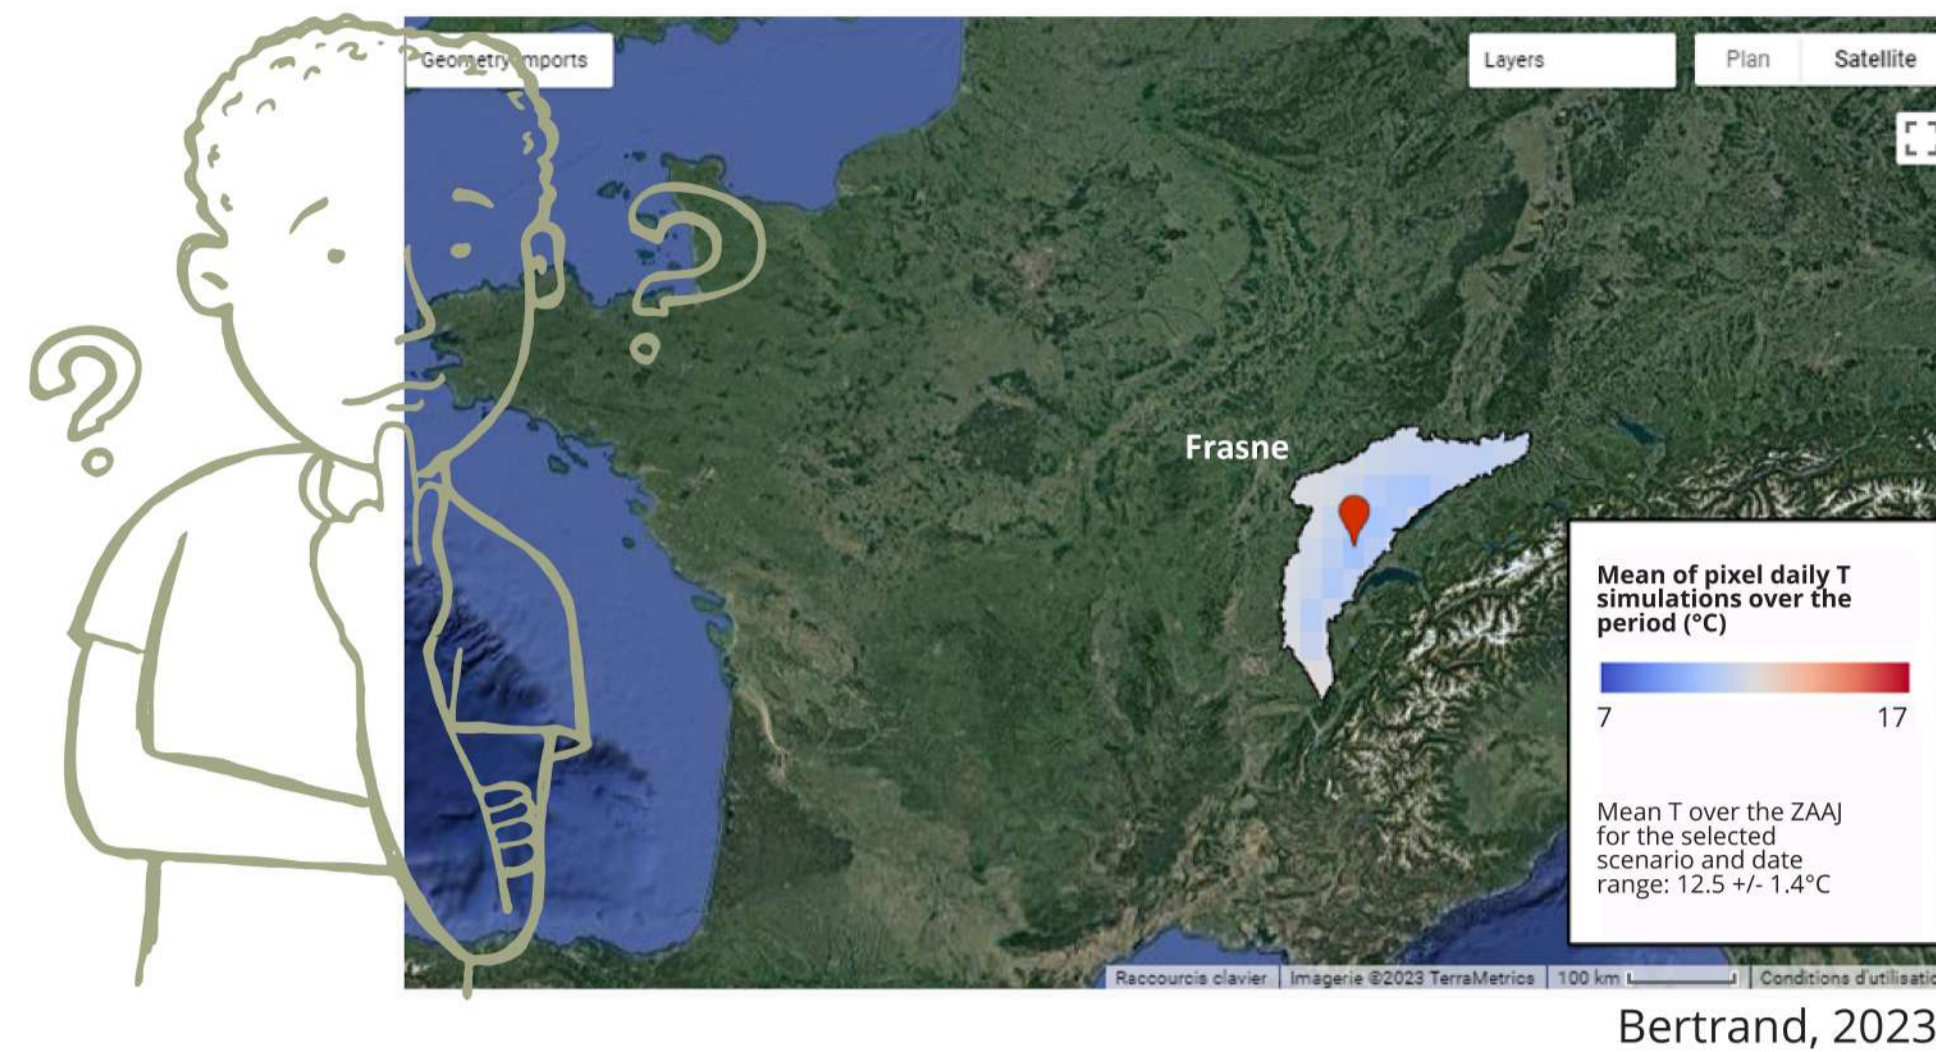 Geometry Imports
Layers
Plan
Satellite
?
?
Frasne
Mean of pixel daily T
simulations over the
period (°C)
7
17
Mean T over the ZAAJ
for the selected
scenario and date
range: 12.5 +/- 1.4°C
Raccourcis clavier
Imagerie ©2023 TerraMetrics
100 km
Conditions d'utilisatio
Bertrand, 2023